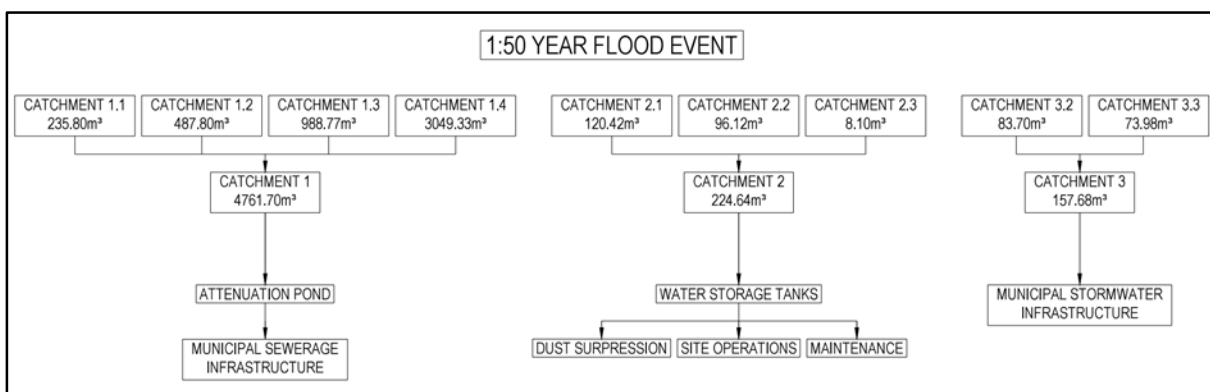 1:50 YEAR FLOOD EVENT
CATCHMENT 1.1
235.80m³
CATCHMENT 1.2
487.80m³
CATCHMENT 1.3
988.77m³
CATCHMENT 1.4
3049.33m³
CATCHMENT 2.1
120.42m³
CATCHMENT 2.2
96.12m³
CATCHMENT 2.3
8.10m³
CATCHMENT 3.2
83.70m³
CATCHMENT 3.3
73.98m³
CATCHMENT 1
4761.70m³
CATCHMENT 2
224.64m³
CATCHMENT 3
157.68m³
ATTENUATION POND
WATER STORAGE TANKS
MUNICIPAL STORMWATER
INFRASTRUCTURE
MUNICIPAL SEWERAGE
INFRASTRUCTURE
DUST SURPRESSION
SITE OPERATIONS
MAINTENANCE